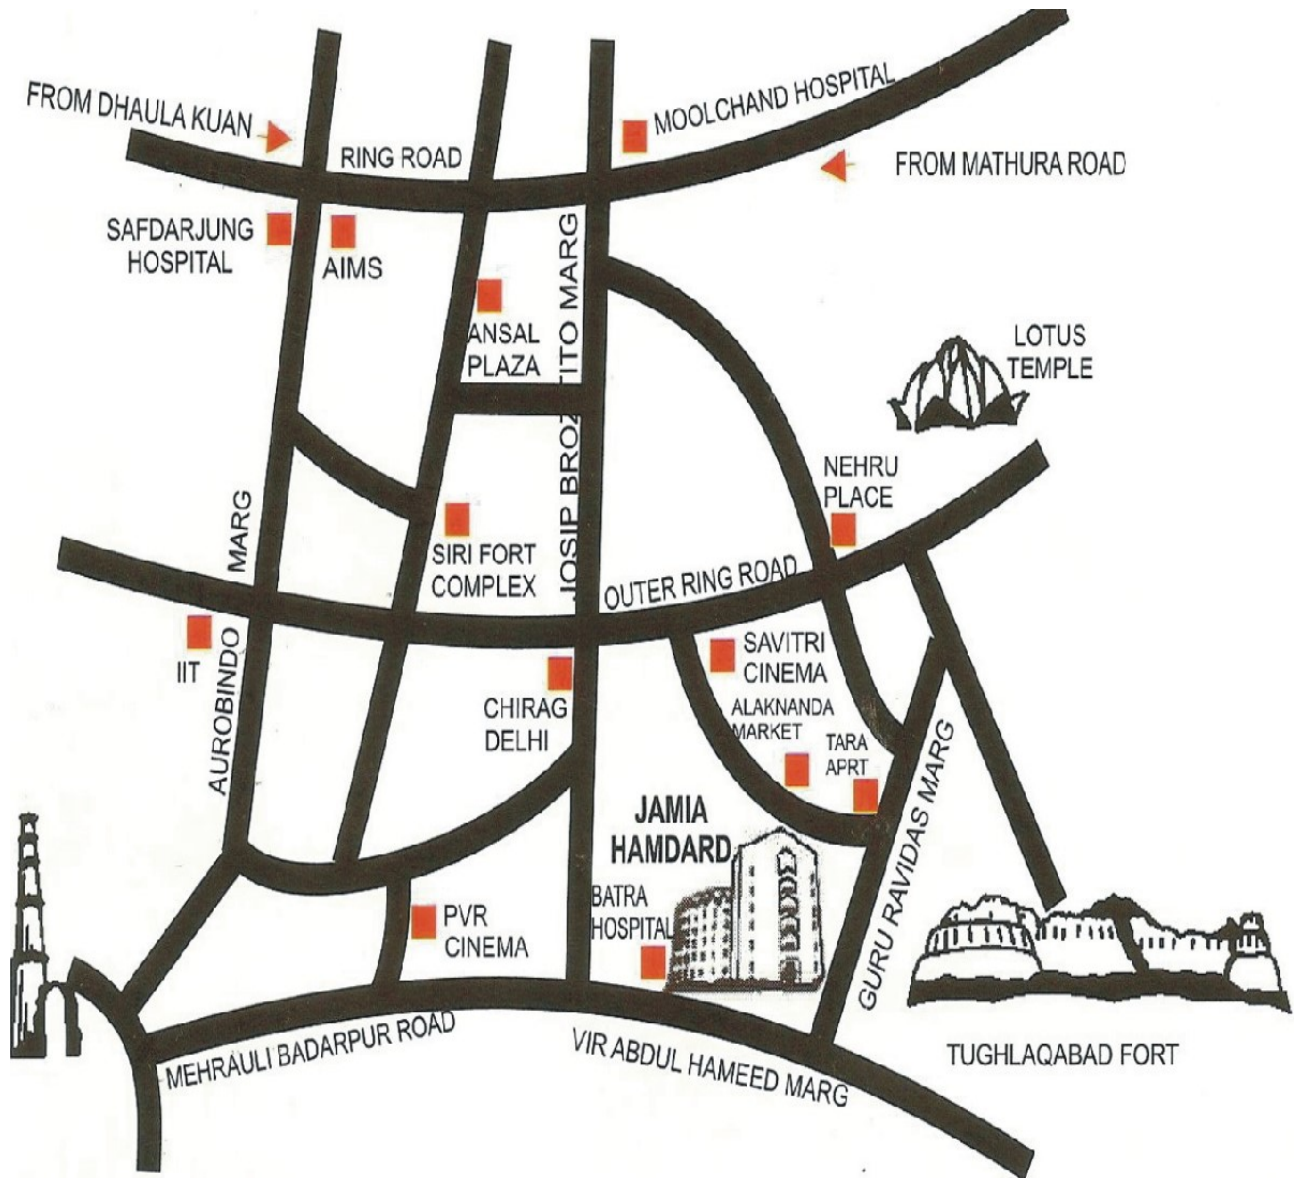 FROM DHAULA KUAN
MOOLCHAND HOSPITAL
RING ROAD
FROM MATHURA ROAD
SAFDARJUNG
HOSPITAL
AIMS
ANSAL
PLAZA
JOSIP BROZ TITO MARG
LOTUS
TEMPLE
NEHRU
PLACE
SIRI FORT
COMPLEX
OUTER RING ROAD
AUROBINDO MARG
IIT
SAVITRI
CINEMA
CHIRAG
DELHI
ALAKNANDA
MARKET
TARA
APRT
JAMIA
HAMDARD
GURU RAVIDAS MARG
BATRA
HOSPITAL
PVR
CINEMA
MEHRAULI BADARPUR ROAD
VIR ABDUL HAMEED MARG
TUGHLAQABAD FORT